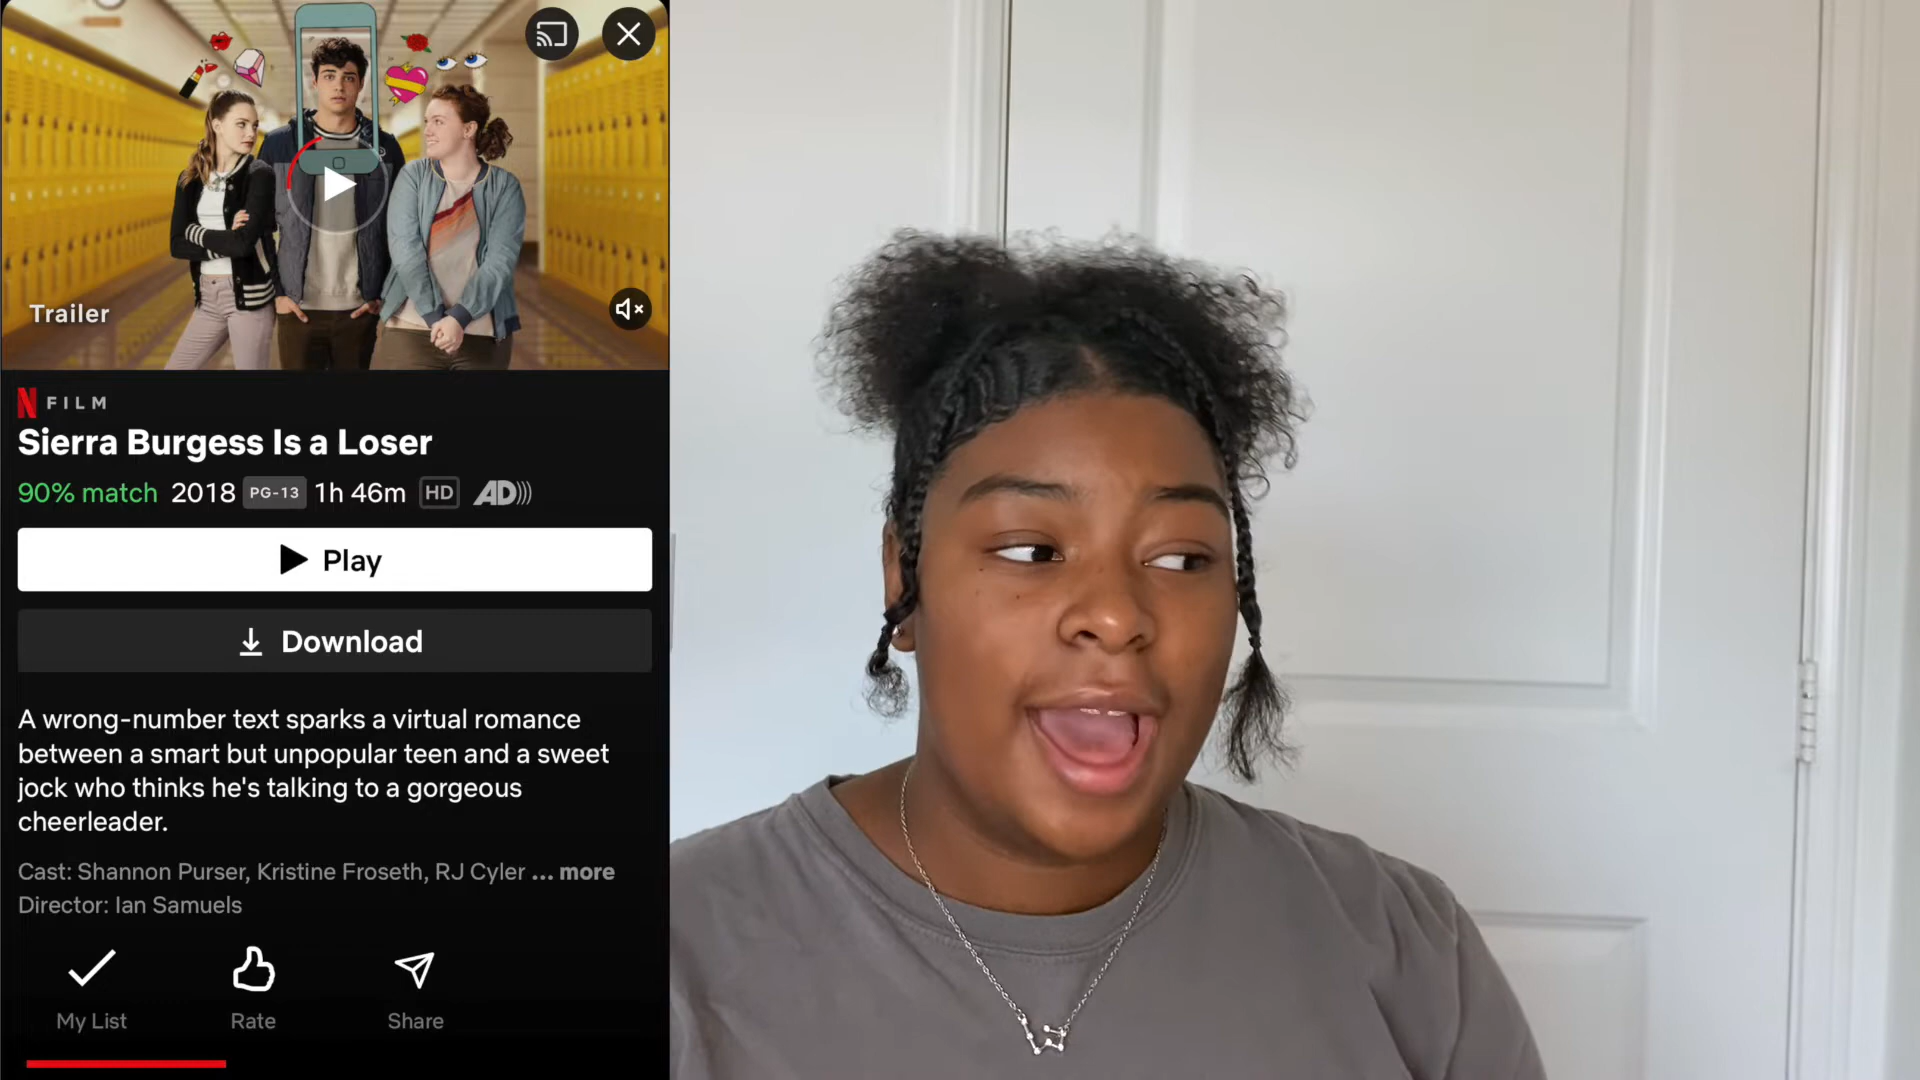 Trailer
N FILM
Sierra Burgess Is a Loser
90% match 2018 PG-13 1h 46m HD AD
Play
Download
A wrong-number text sparks a virtual romance
between a smart but unpopular teen and a sweet
jock who thinks he's talking to a gorgeous
cheerleader.
Cast: Shannon Purser, Kristine Froseth, RJ Cyler ... more
Director: Ian Samuels
My List Rate Share